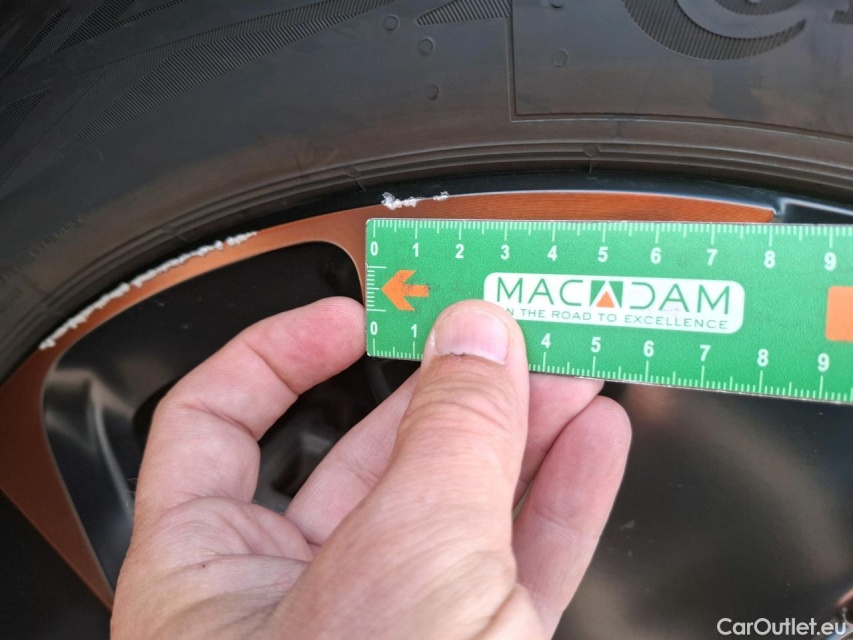 0 1 2 3 4 5 6 7 8 9
MACADAM
N THE ROAD TO EXCELLENCE
0 1 4 5 6 7 8 9
CarOutlet.eu